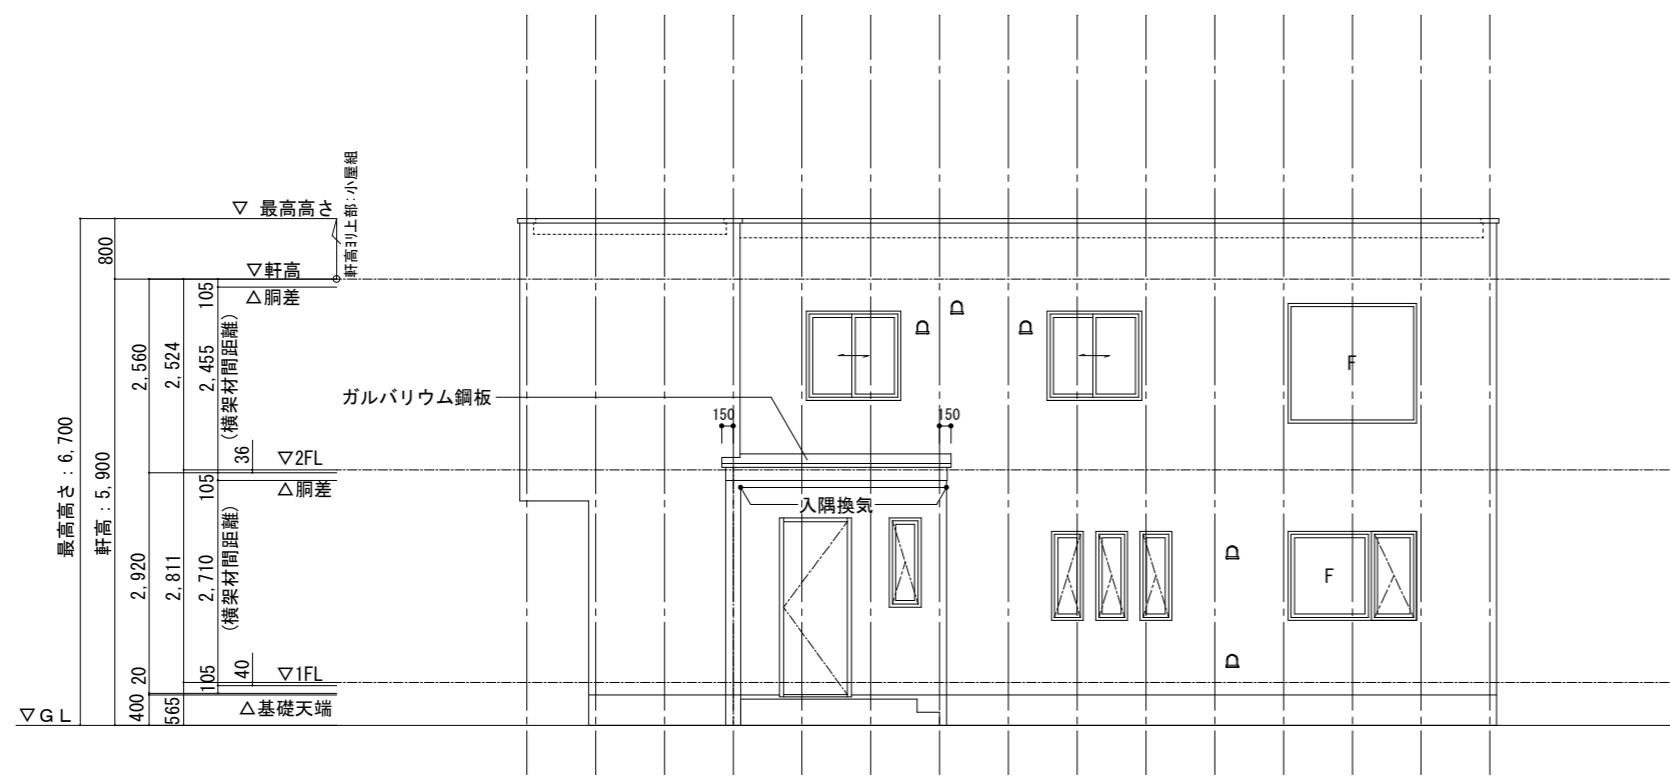 ▽ 最高高さ
軒高ヨリ上部：小屋組
800
▽軒高
105
△胴差
最高高さ：6,700
軒高：5,900
2,560
2,524
2,455
(横架材間距離)
36
▽2FL
105
△胴差
2,920
2,811
2,710
(横架材間距離)
40
▽1FL
20
105
400
565
△基礎天端
▽ＧＬ
ガルバリウム鋼板
150
150
入隅換気
F
F